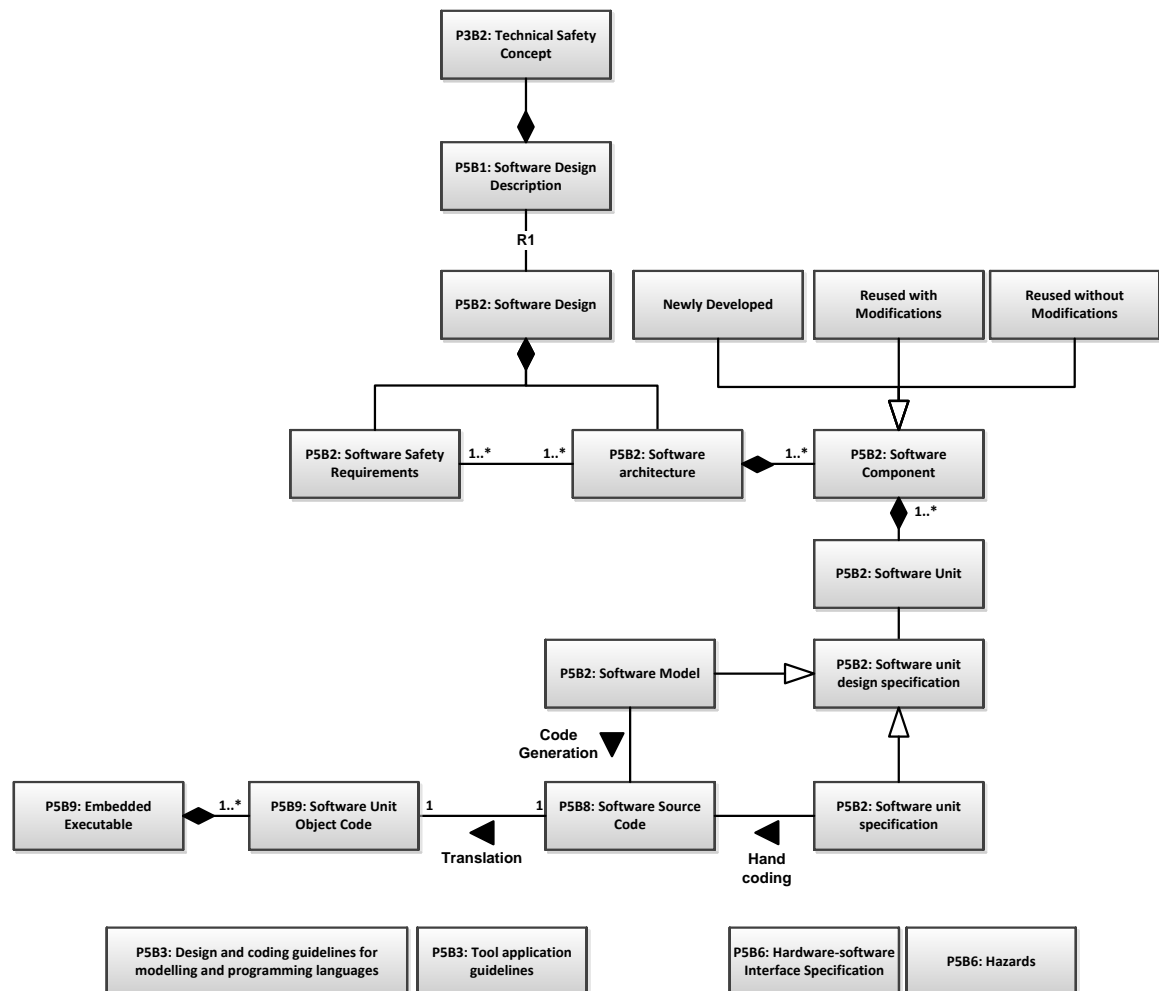 P3B2: Technical Safety
Concept
P5B1: Software Design
Description
R1
P5B2: Software Design
Newly Developed
Reused with
Modifications
Reused without
Modifications
P5B2: Software Safety
Requirements
1..*
1..*
P5B2: Software
architecture
1..*
P5B2: Software
Component
1..*
P5B2: Software Unit
P5B2: Software Model
P5B2: Software unit
design specification
Code
Generation
P5B9: Embedded
Executable
1..*
P5B9: Software Unit
Object Code
1
1
P5B8: Software Source
Code
P5B2: Software unit
specification
Translation
Hand
coding
P5B3: Design and coding guidelines for
modelling and programming languages
P5B3: Tool application
guidelines
P5B6: Hardware-software
Interface Specification
P5B6: Hazards